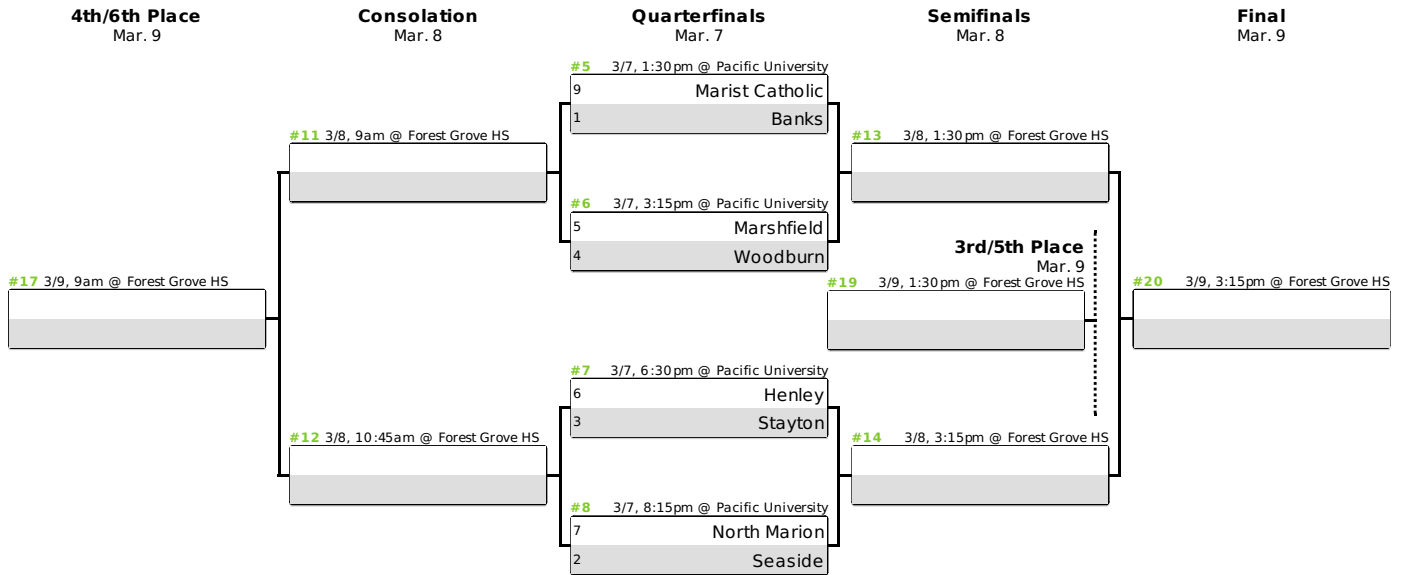 4th/6th Place
Mar. 9
Consolation
Mar. 8
Quarterfinals
Mar. 7
Semifinals
Mar. 8
Final
Mar. 9
#5 3/7, 1:30pm @ Pacific University
9 Marist Catholic
1 Banks
#11 3/8, 9am @ Forest Grove HS
#13 3/8, 1:30pm @ Forest Grove HS
#6 3/7, 3:15pm @ Pacific University
5 Marshfield
4 Woodburn
3rd/5th Place
Mar. 9
#17 3/9, 9am @ Forest Grove HS
#19 3/9, 1:30pm @ Forest Grove HS
#20 3/9, 3:15pm @ Forest Grove HS
#7 3/7, 6:30pm @ Pacific University
6 Henley
3 Stayton
#12 3/8, 10:45am @ Forest Grove HS
#14 3/8, 3:15pm @ Forest Grove HS
#8 3/7, 8:15pm @ Pacific University
7 North Marion
2 Seaside